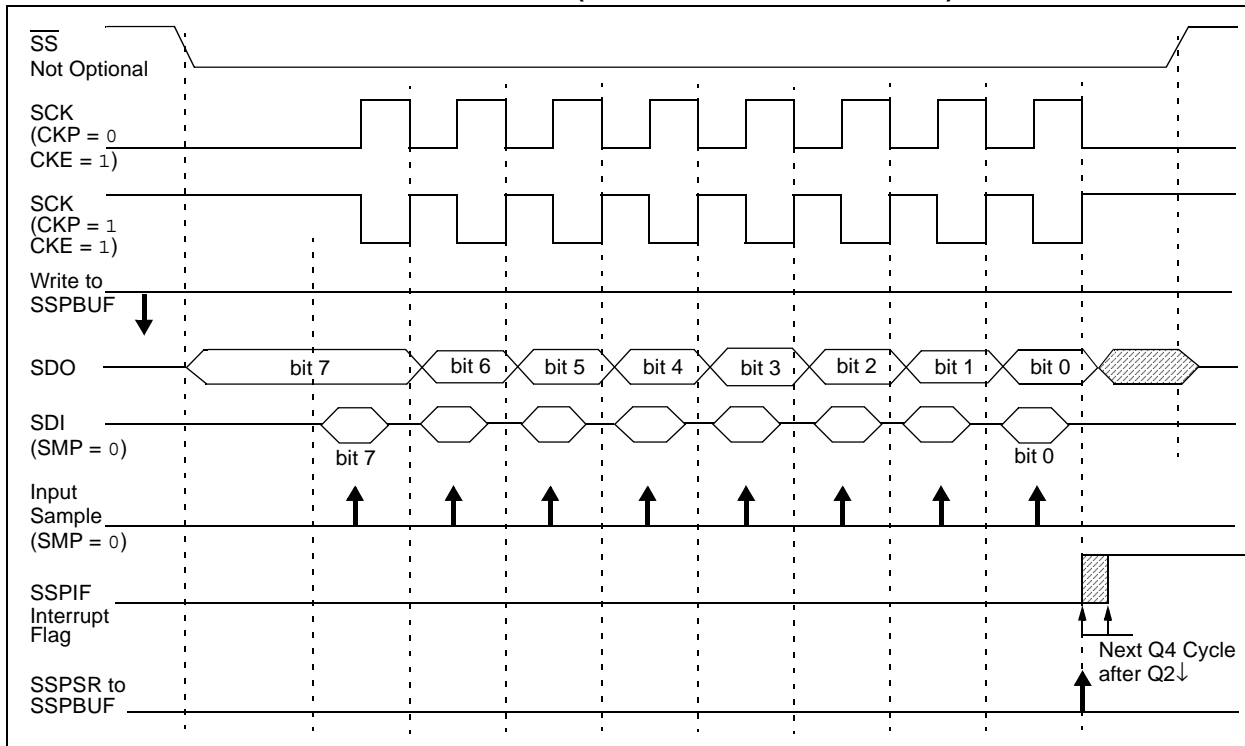 SS
Not Optional
SCK
(CKP = 0
CKE = 1)
SCK
(CKP = 1
CKE = 1)
Write to
SSPBUF
SDO
bit 7 bit 6 bit 5 bit 4 bit 3 bit 2 bit 1 bit 0
SDI
(SMP = 0)
bit 7 bit 0
Input
Sample
(SMP = 0)
SSPIF
Interrupt
Flag
Next Q4 Cycle
after Q2↓
SSPSR to
SSPBUF